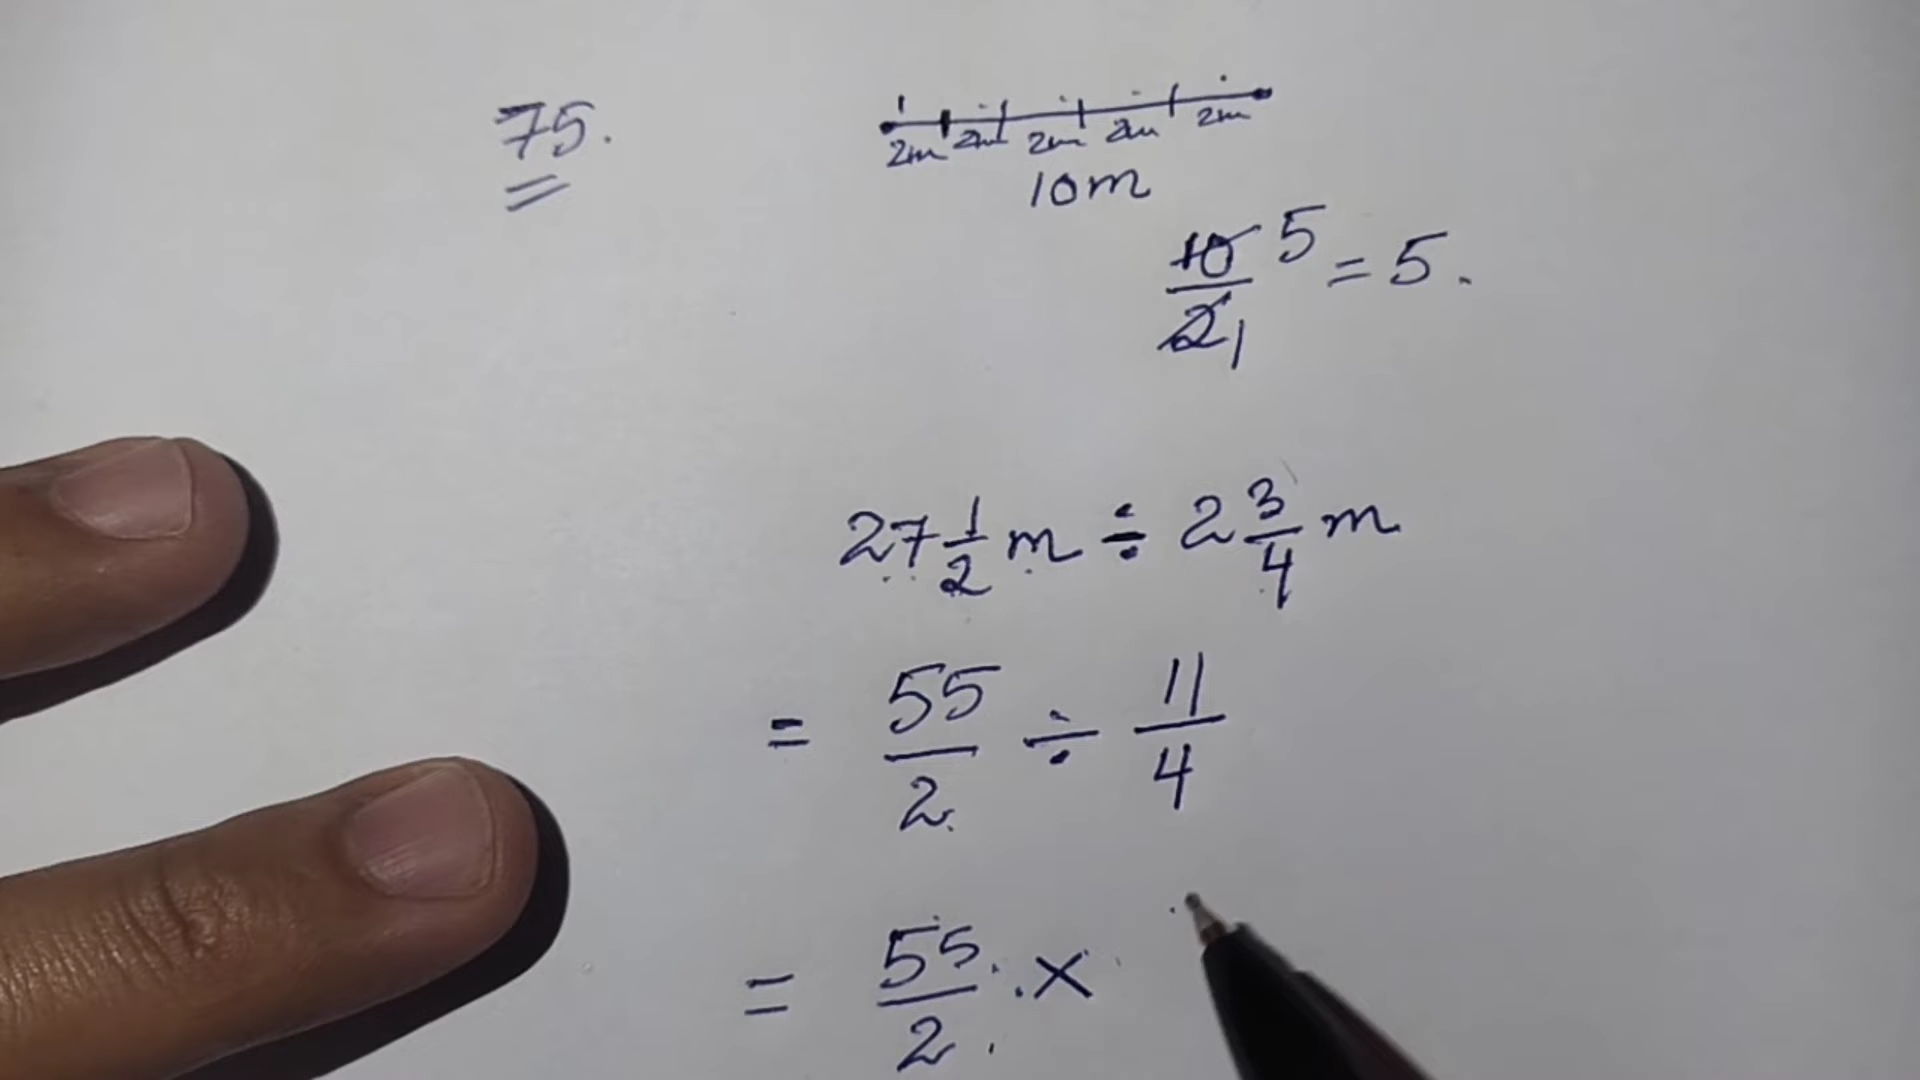 75.
2m 2m 2m 2m 2m
10m
10/2 5 1 = 5.
27 1/2 m ÷ 2 3/4 m
= 55/2 ÷ 11/4
= 55/2 ×